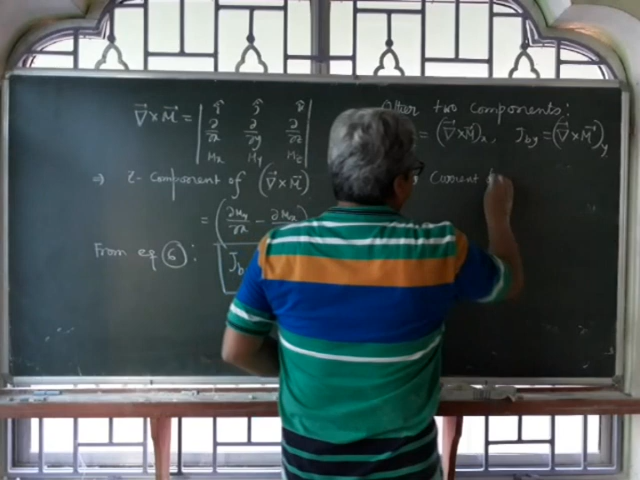 ∇⃗ × M⃗ = | î ĵ k̂ |
| ∂/∂x ∂/∂y ∂/∂z |
| Mx My Mz |
⇒ z-component of (∇⃗ × M⃗)
= (∂My/∂x - ∂Mx
From eq ⑥ : Jb
Other two components:
= (∇⃗×M⃗)x, Jby = (∇⃗×M⃗)y
Current